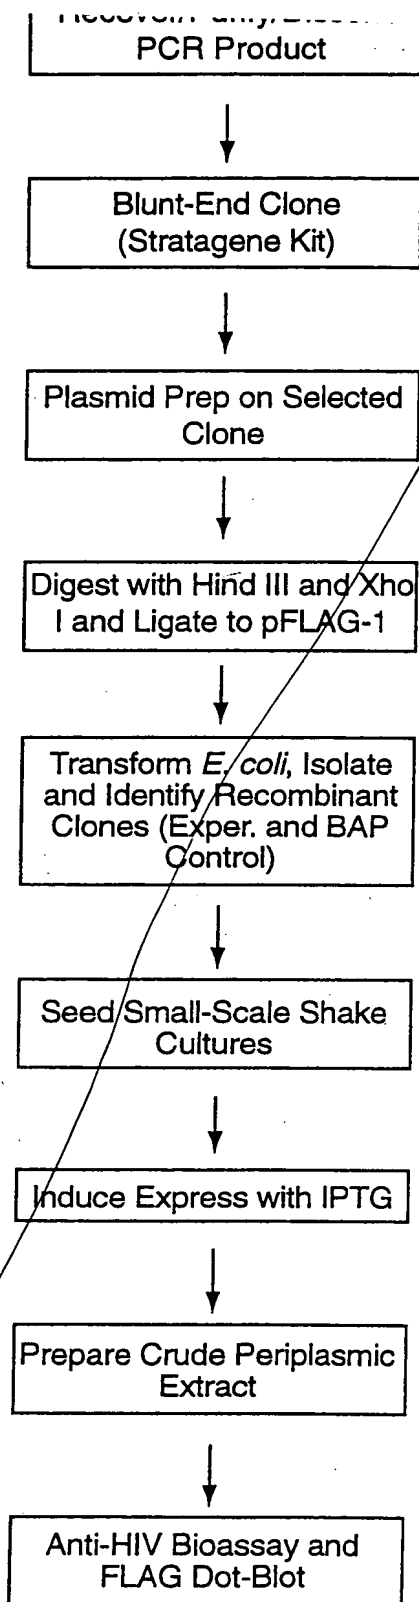 PCR Product
Blunt-End Clone
(Stratagene Kit)
Plasmid Prep on Selected
Clone
Digest with Hind III and Xho
I and Ligate to pFLAG-1
Transform E. coli, Isolate
and Identify Recombinant
Clones (Exper. and BAP
Control)
Seed Small-Scale Shake
Cultures
Induce Express with IPTG
Prepare Crude Periplasmic
Extract
Anti-HIV Bioassay and
FLAG Dot-Blot